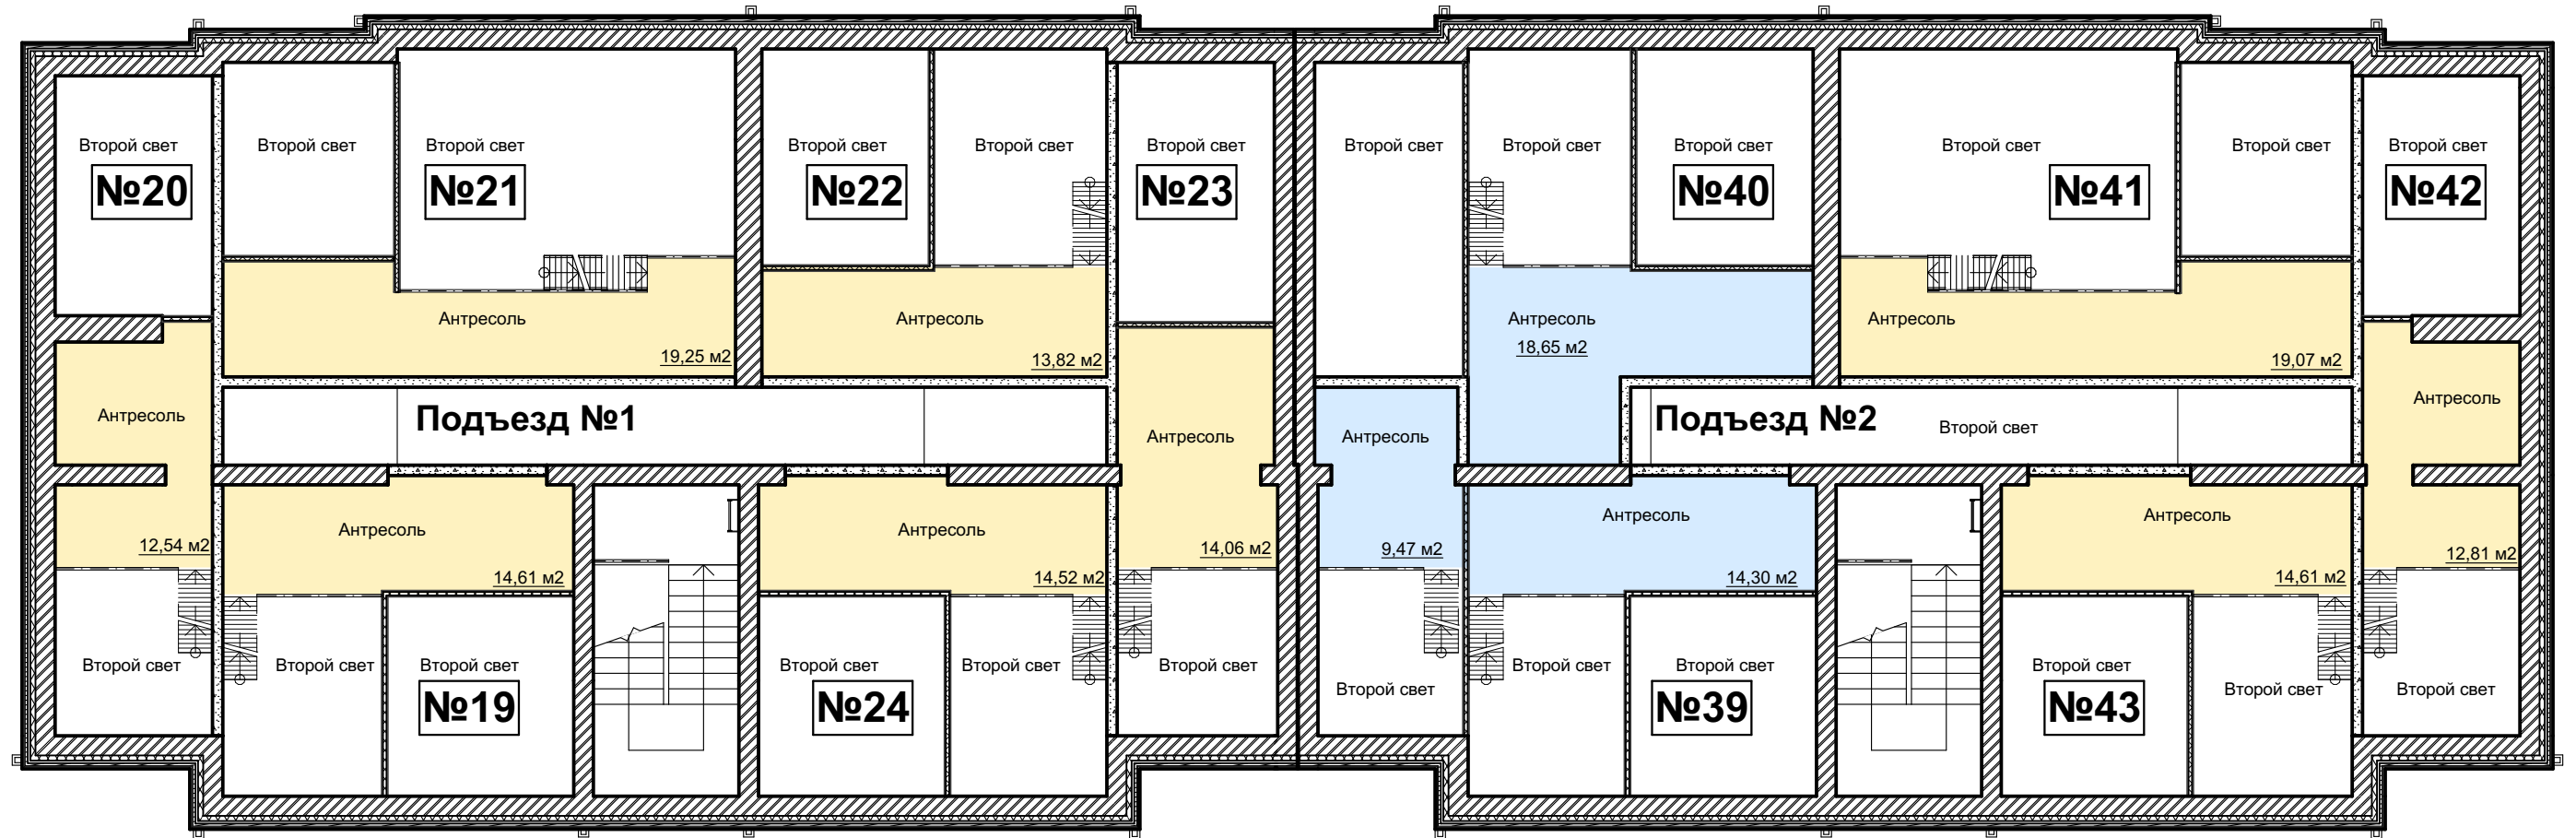 Второй свет
№20
Второй свет
Второй свет
№21
Второй свет
№22
Второй свет
Второй свет
№23
Второй свет
Второй свет
Второй свет
№40
Второй свет
№41
Второй свет
Второй свет
№42
Антресоль
19,25 м2
Антресоль
13,82 м2
Антресоль
18,65 м2
Антресоль
19,07 м2
Антресоль
12,54 м2
Подъезд №1
Антресоль
14,06 м2
Антресоль
9,47 м2
Подъезд №2
Второй свет
Антресоль
12,81 м2
Антресоль
14,61 м2
Антресоль
14,52 м2
Антресоль
14,30 м2
Антресоль
14,61 м2
Второй свет
Второй свет
Второй свет
№19
Второй свет
№24
Второй свет
Второй свет
Второй свет
Второй свет
Второй свет
№39
Второй свет
№43
Второй свет
Второй свет